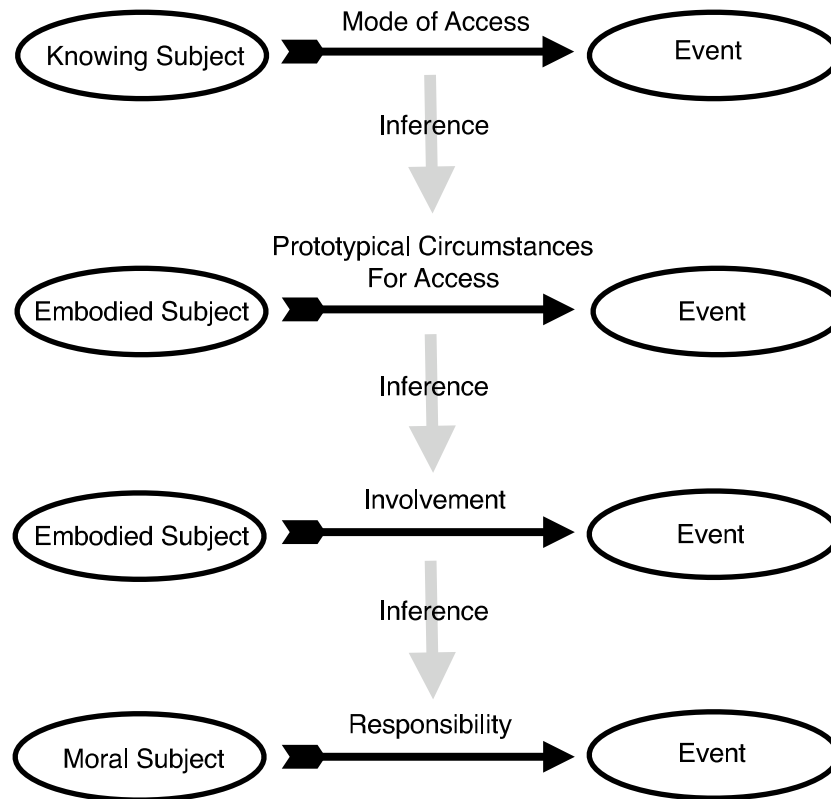 Mode of Access
Knowing Subject
Event
Inference
Prototypical Circumstances
For Access
Embodied Subject
Event
Inference
Involvement
Embodied Subject
Event
Inference
Responsibility
Moral Subject
Event